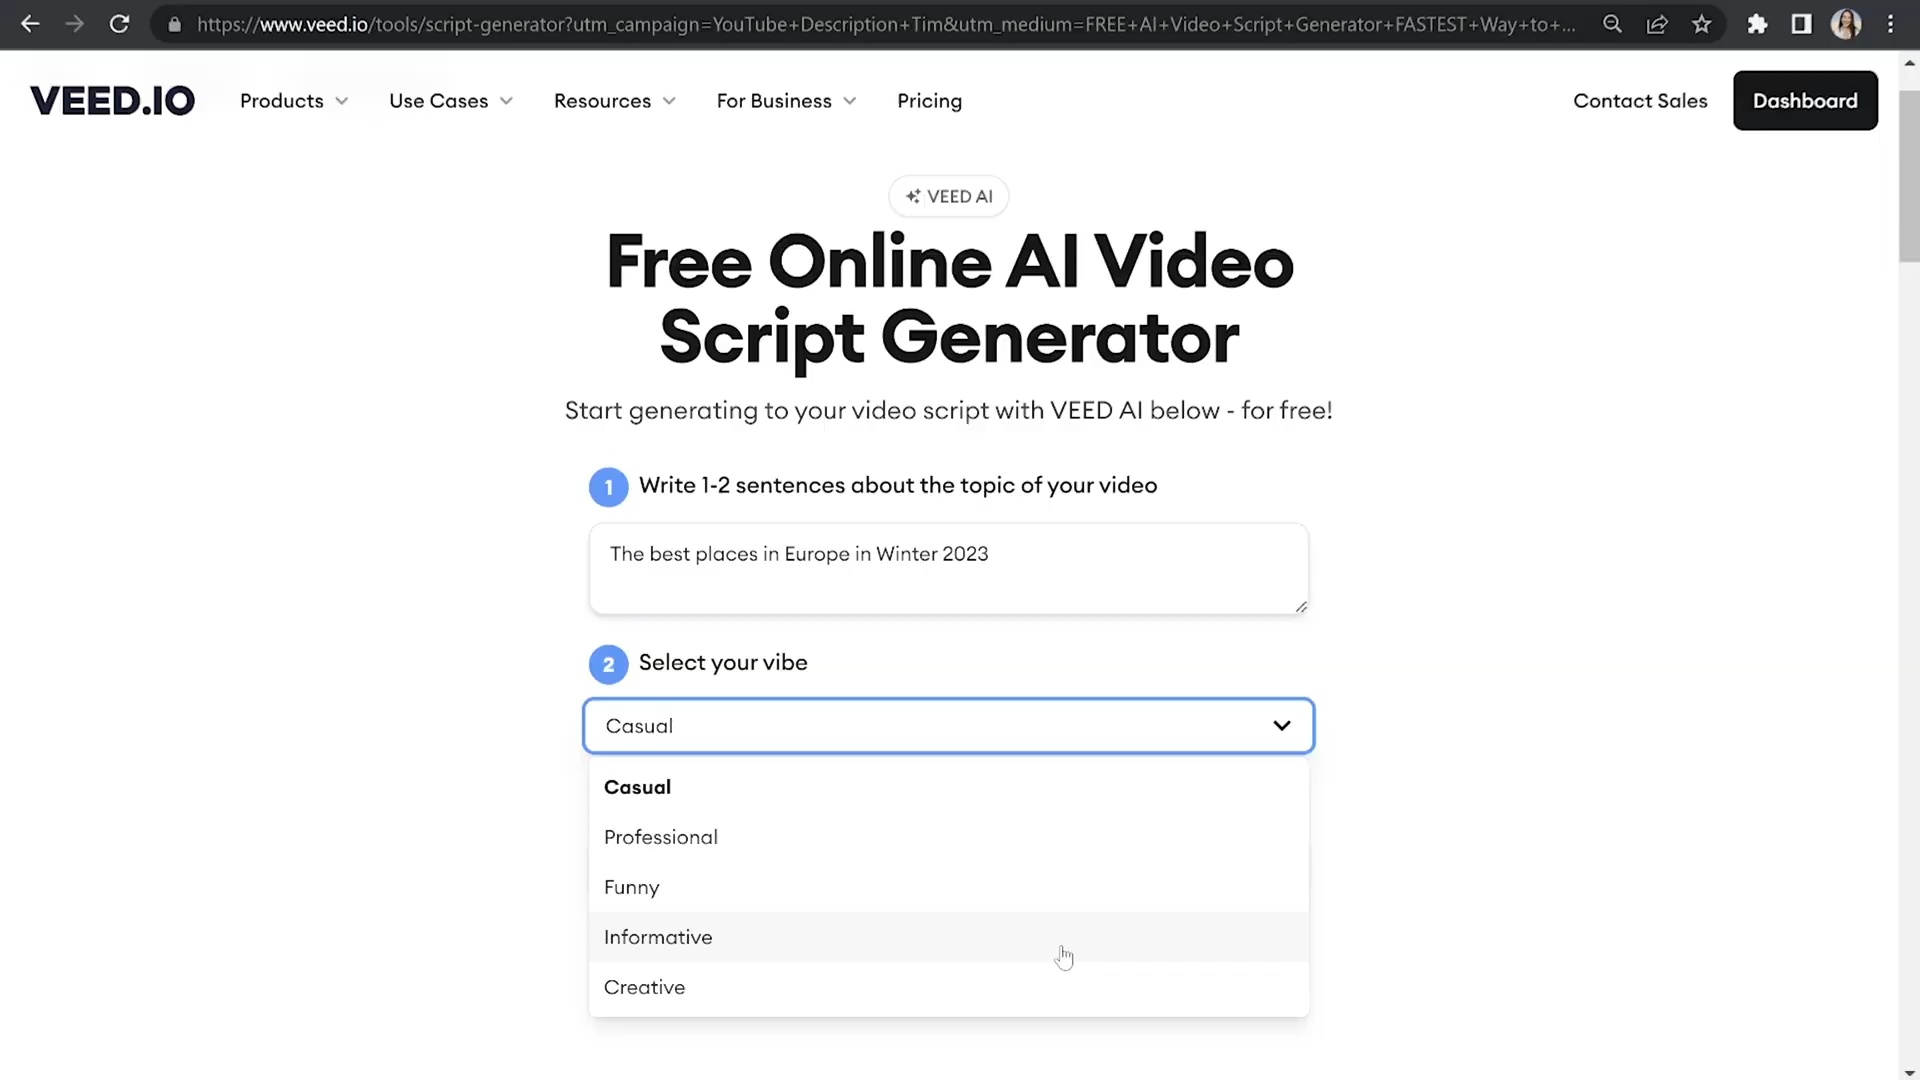 https://www.veed.io/tools/script-generator?utm_campaign=YouTube+Description+Tim&utm_medium=FREE+AI+Video+Script+Generator+FASTEST+Way+to+...
VEED.IO
Products
Use Cases
Resources
For Business
Pricing
Contact Sales
Dashboard
VEED AI
Free Online AI Video
Script Generator
Start generating to your video script with VEED AI below - for free!
1 Write 1-2 sentences about the topic of your video
The best places in Europe in Winter 2023
2 Select your vibe
Casual
Casual
Professional
Funny
Informative
Creative